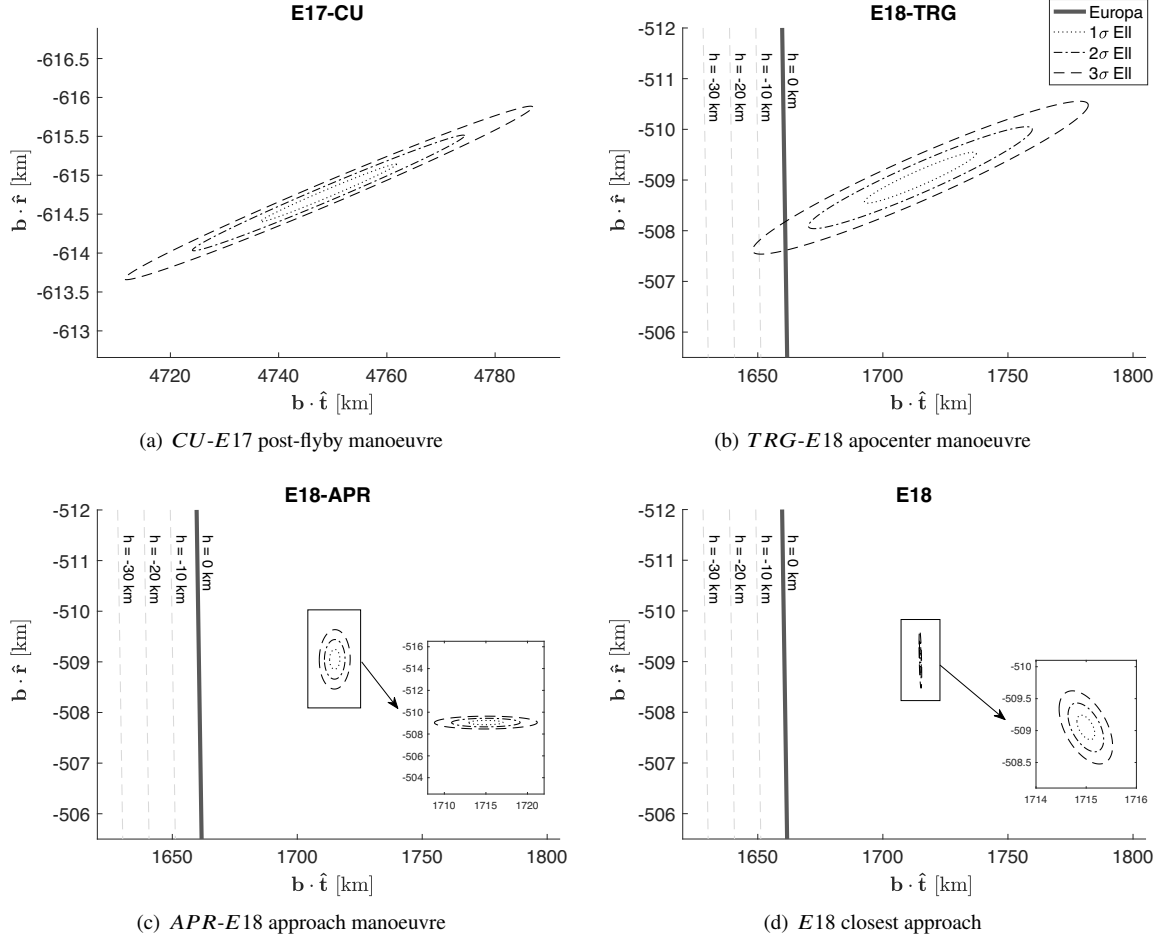 E17-CU
-616.5
-616
-615.5
-615
-614.5
-614
-613.5
-613
b · r̂ [km]
4720 4740 4760 4780
b · t̂ [km]
(a) CU-E17 post-flyby manoeuvre
E18-TRG
Europa
1σ Ell
2σ Ell
3σ Ell
-512
-511
-510
-509
-508
-507
-506
b · r̂ [km]
h = -30 km
h = -20 km
h = -10 km
h = 0 km
1650 1700 1750 1800
b · t̂ [km]
(b) TRG-E18 apocenter manoeuvre
E18-APR
-512
-511
-510
-509
-508
-507
-506
b · r̂ [km]
h = -30 km
h = -20 km
h = -10 km
h = 0 km
-516
-514
-512
-510
-508
-506
-504
1710 1715 1720
1650 1700 1750 1800
b · t̂ [km]
(c) APR-E18 approach manoeuvre
E18
-512
-511
-510
-509
-508
-507
-506
b · r̂ [km]
h = -30 km
h = -20 km
h = -10 km
h = 0 km
-510
-509.5
-509
-508.5
1714 1715 1716
1650 1700 1750 1800
b · t̂ [km]
(d) E18 closest approach